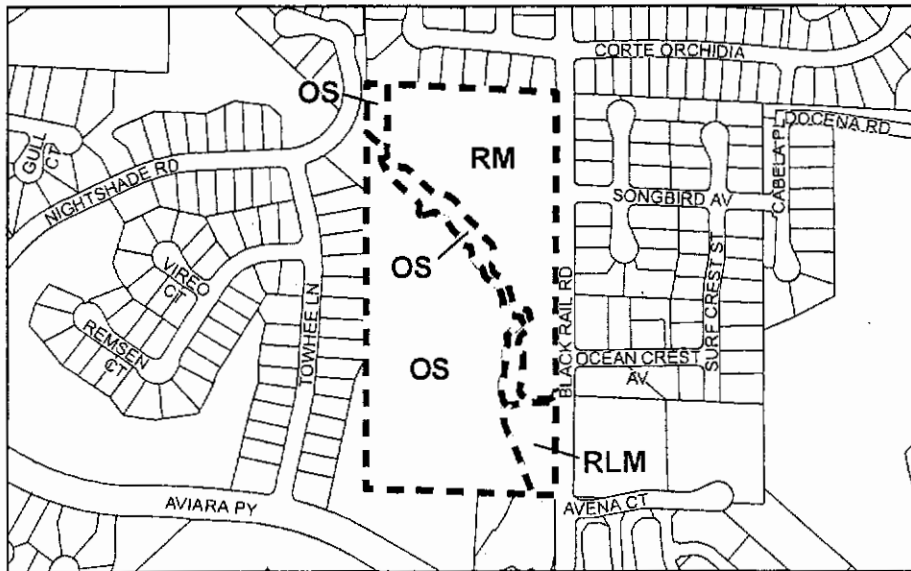 CORTE ORCHIDIA
OS
DOCENA RD
GULL
CT
RM
CABELA PL
NIGHTSHADE RD
SONGBIRD AV
SURF CREST ST
VIREO
CT
OS
BLACK RAIL RD
TOWHEE LN
REMSEN
CT
OS
OCEAN CREST
AV
RLM
AVIARA PY
AVENA CT